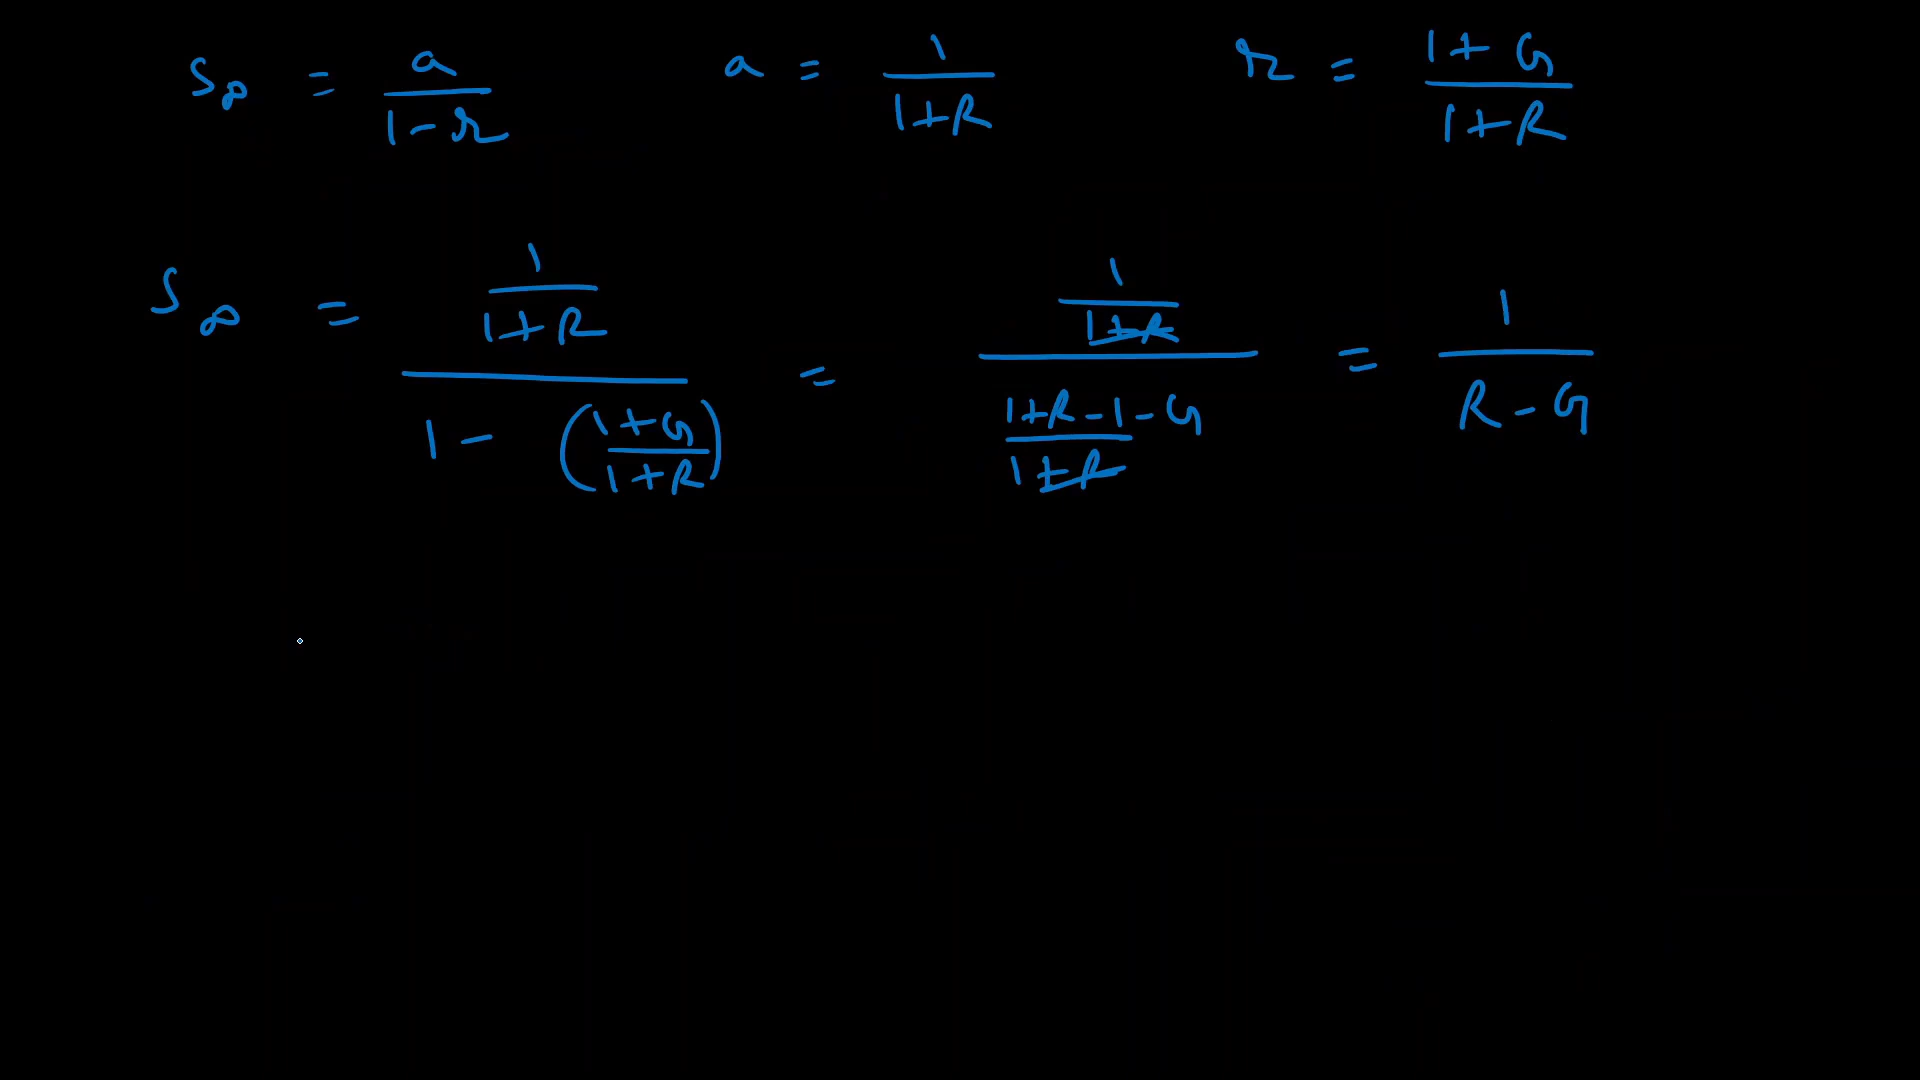 S∞ = a/(1-r)   a = 1/(1+R)   r = (1+G)/(1+R)
S∞ = (1/(1+R))/(1-((1+G)/(1+R))) = (1/(1+R))/((1+R-1-G)/(1+R)) = 1/(R-G)